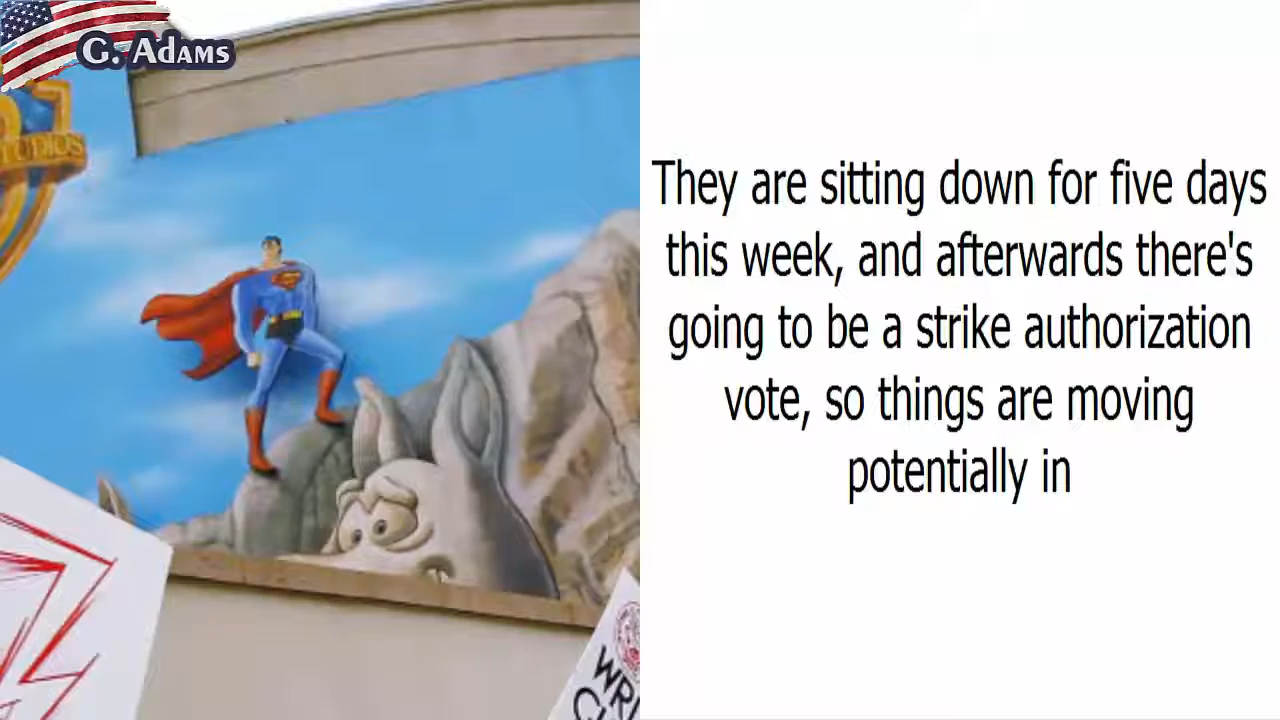 G. Adams
They are sitting down for five days
this week, and afterwards there's
going to be a strike authorization
vote, so things are moving
potentially in